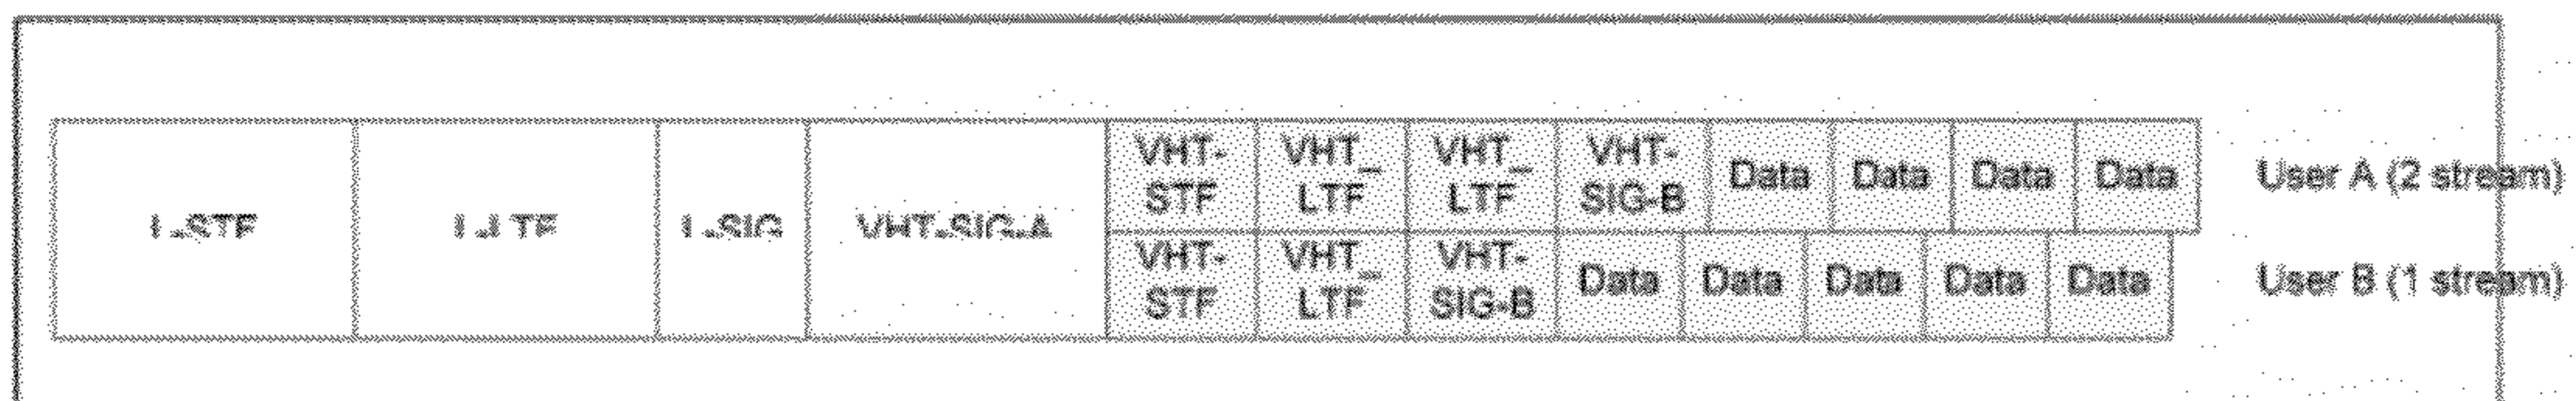 L-STF L-LTF L-SIG VHT-SIG-A
VHT- VHT_ VHT_ VHT-
STF LTF LTF SIG-B Data Data Data Data User A (2 stream)
VHT- VHT_ VHT-
STF LTF SIG-B Data Data Data Data Data User B (1 stream)